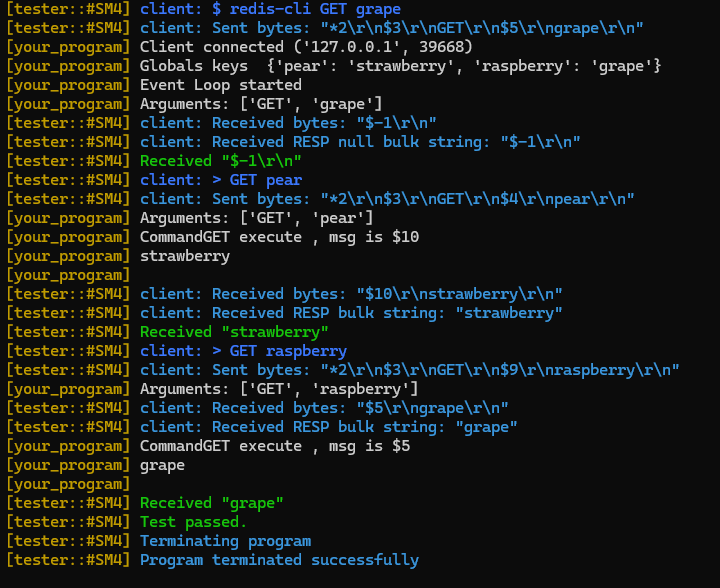 [tester::#SM4] client: $ redis-cli GET grape
[tester::#SM4] client: Sent bytes: "*2\r\n$3\r\nGET\r\n$5\r\ngrape\r\n"
[your_program] Client connected ('127.0.0.1', 39668)
[your_program] Globals keys  {'pear': 'strawberry', 'raspberry': 'grape'}
[your_program] Event Loop started
[your_program] Arguments: ['GET', 'grape']
[tester::#SM4] client: Received bytes: "$-1\r\n"
[tester::#SM4] client: Received RESP null bulk string: "$-1\r\n"
[tester::#SM4] Received "$-1\r\n"
[tester::#SM4] client: > GET pear
[tester::#SM4] client: Sent bytes: "*2\r\n$3\r\nGET\r\n$4\r\npear\r\n"
[your_program] Arguments: ['GET', 'pear']
[your_program] CommandGET execute , msg is $10
[your_program] strawberry
[your_program]
[tester::#SM4] client: Received bytes: "$10\r\nstrawberry\r\n"
[tester::#SM4] client: Received RESP bulk string: "strawberry"
[tester::#SM4] Received "strawberry"
[tester::#SM4] client: > GET raspberry
[tester::#SM4] client: Sent bytes: "*2\r\n$3\r\nGET\r\n$9\r\nraspberry\r\n"
[your_program] Arguments: ['GET', 'raspberry']
[tester::#SM4] client: Received bytes: "$5\r\ngrape\r\n"
[tester::#SM4] client: Received RESP bulk string: "grape"
[your_program] CommandGET execute , msg is $5
[your_program] grape
[your_program]
[tester::#SM4] Received "grape"
[tester::#SM4] Test passed.
[tester::#SM4] Terminating program
[tester::#SM4] Program terminated successfully